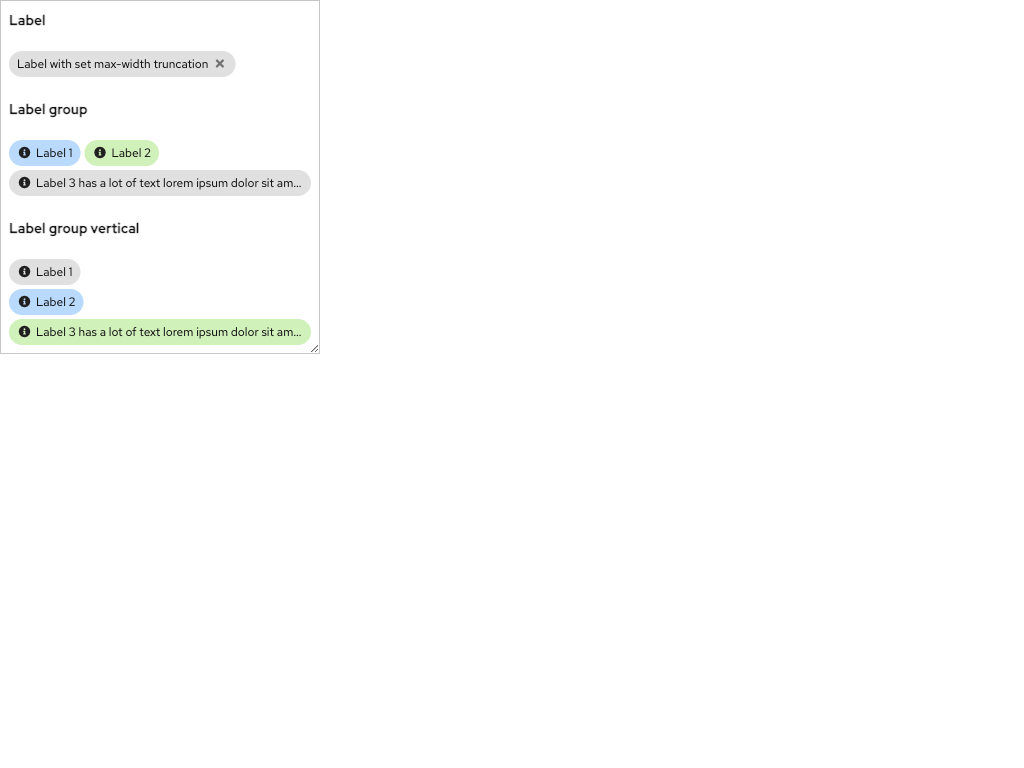 Label
Label with set max-width truncation
Label group
Label 1
Label 2
Label 3 has a lot of text lorem ipsum dolor sit am...
Label group vertical
Label 1
Label 2
Label 3 has a lot of text lorem ipsum dolor sit am...